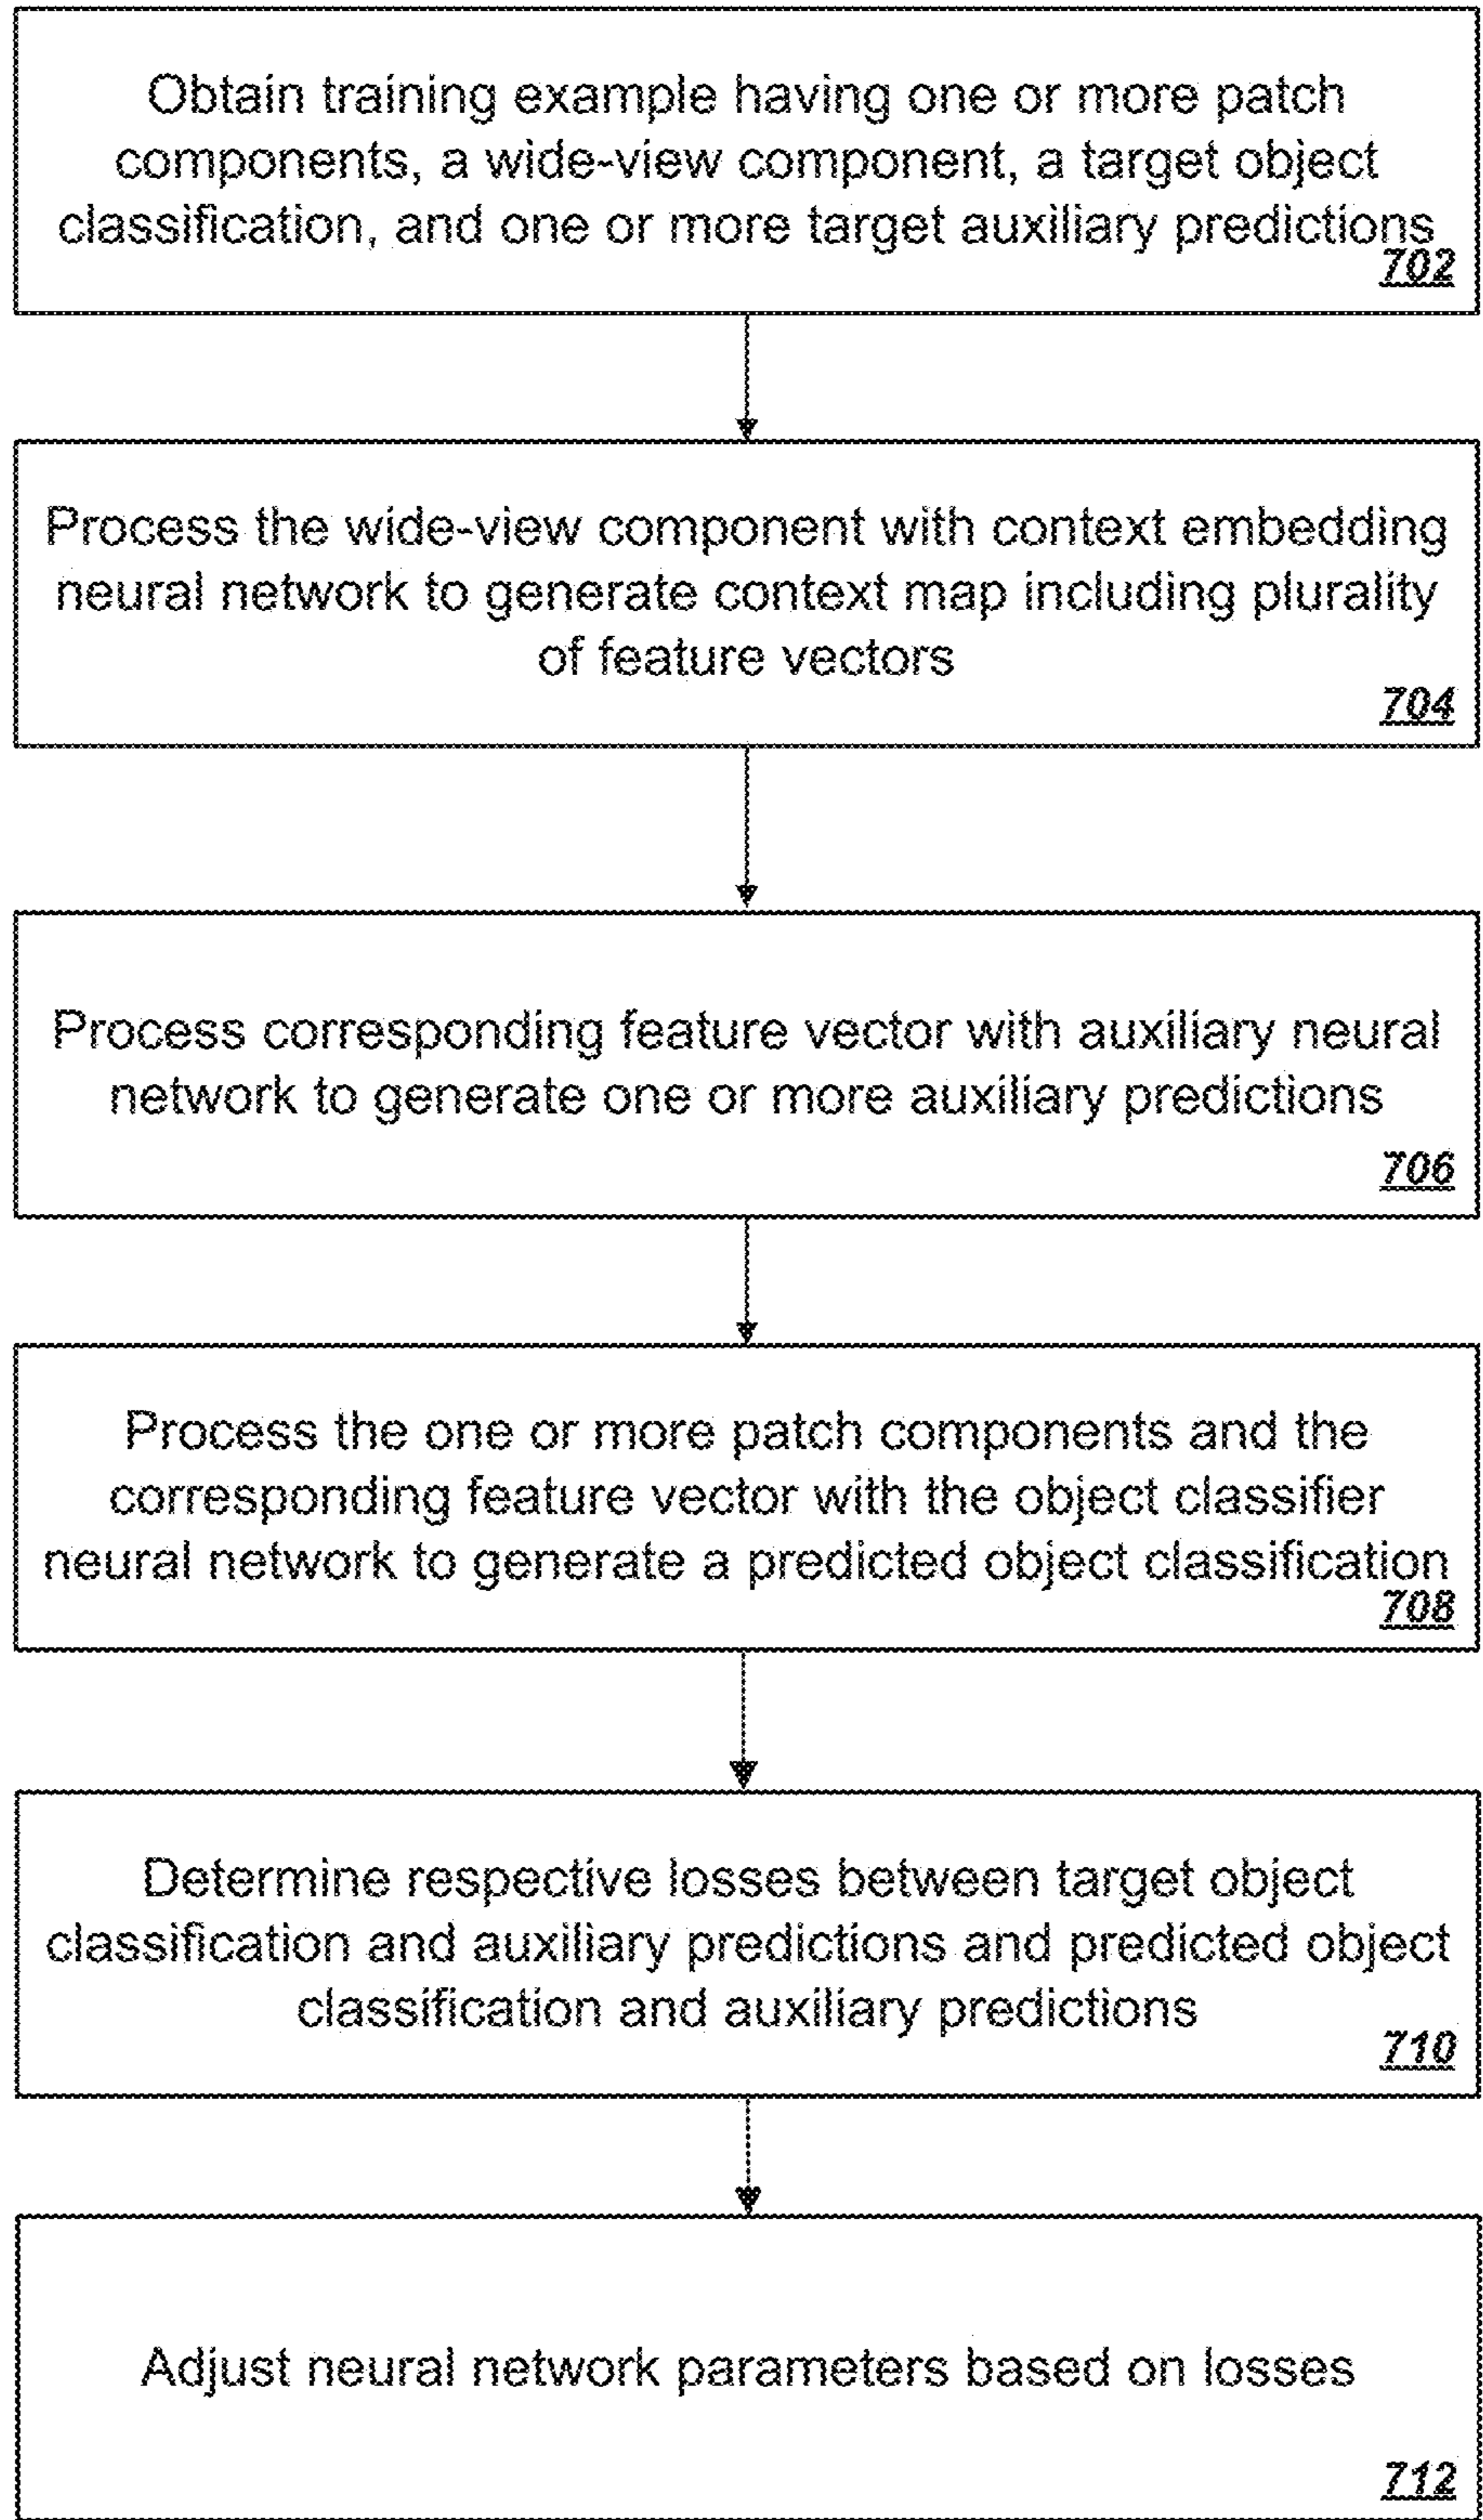 Obtain training example having one or more patch
components, a wide-view component, a target object
classification, and one or more target auxiliary predictions
702
Process the wide-view component with context embedding
neural network to generate context map including plurality
of feature vectors
704
Process corresponding feature vector with auxiliary neural
network to generate one or more auxiliary predictions
706
Process the one or more patch components and the
corresponding feature vector with the object classifier
neural network to generate a predicted object classification
708
Determine respective losses between target object
classification and auxiliary predictions and predicted object
classification and auxiliary predictions
710
Adjust neural network parameters based on losses
712